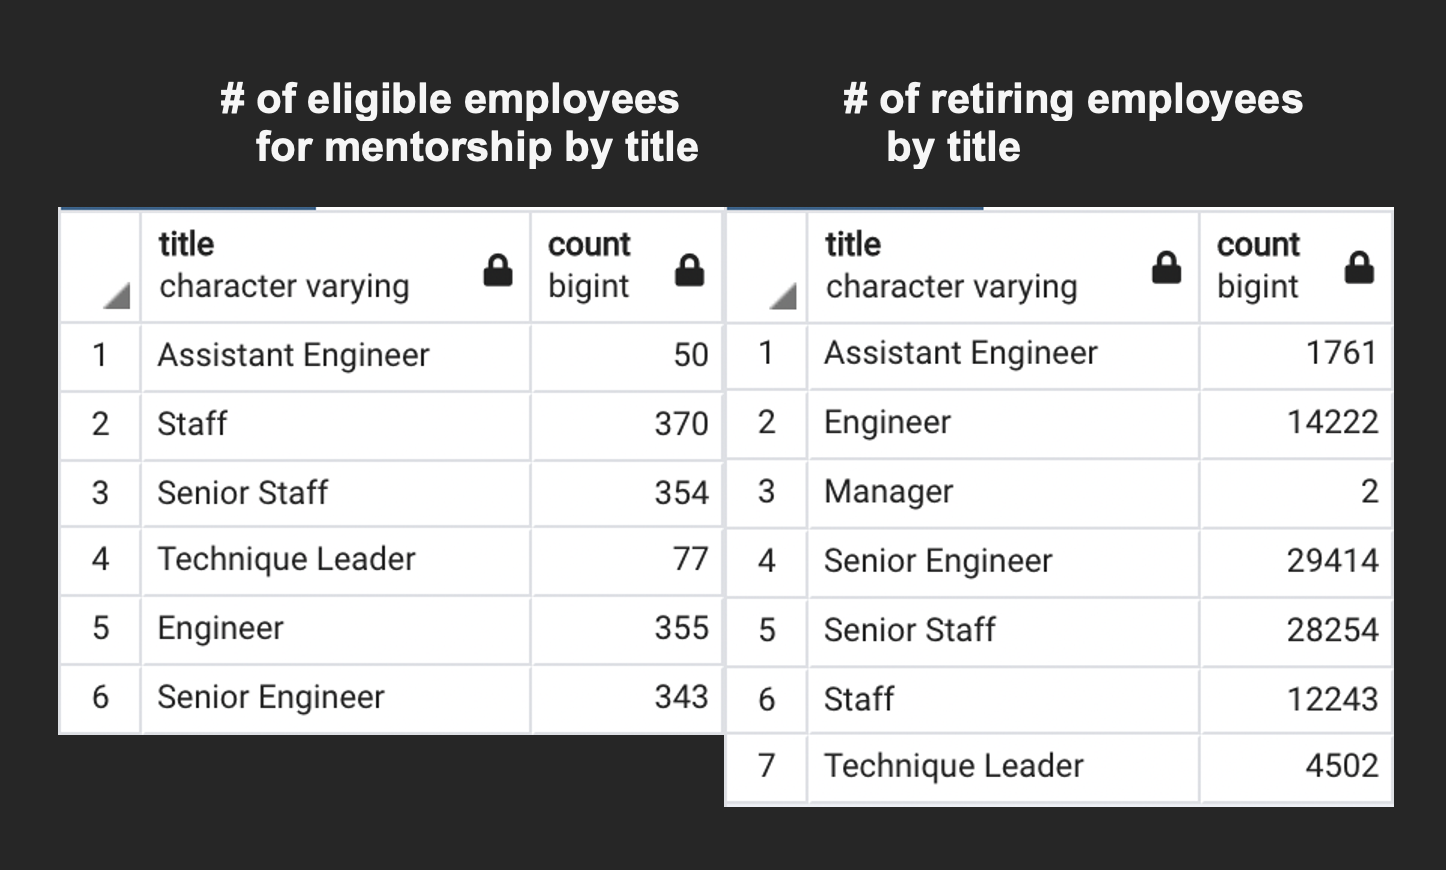 # of eligible employees
for mentorship by title
# of retiring employees
by title
title count
character varying bigint
1 Assistant Engineer 50
2 Staff 370
3 Senior Staff 354
4 Technique Leader 77
5 Engineer 355
6 Senior Engineer 343
title count
character varying bigint
1 Assistant Engineer 1761
2 Engineer 14222
3 Manager 2
4 Senior Engineer 29414
5 Senior Staff 28254
6 Staff 12243
7 Technique Leader 4502